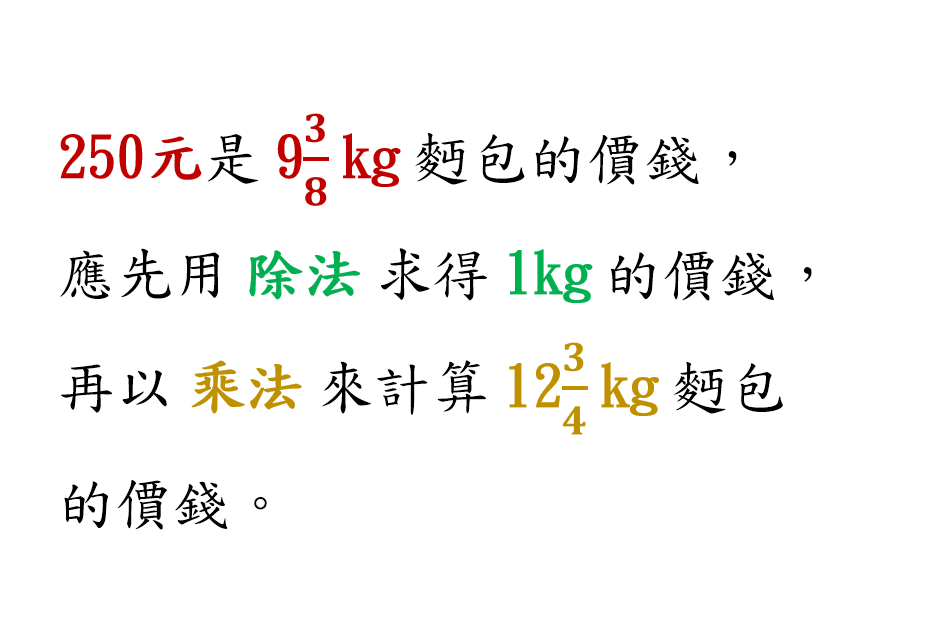 250元是 9 3/8 kg 麪包的價錢，
應先用 除法 求得 1kg 的價錢，
再以 乘法 來計算 12 3/4 kg 麪包
的價錢。